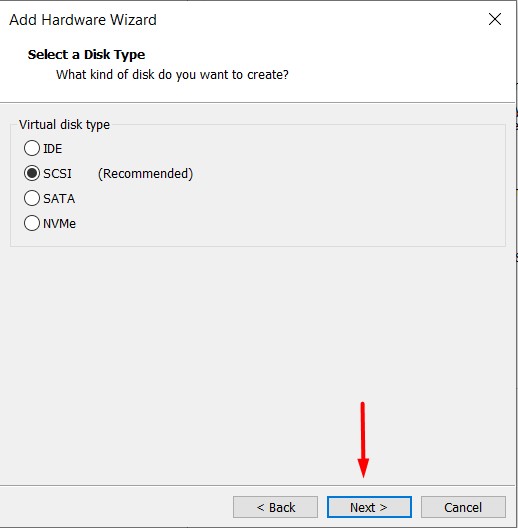 Add Hardware Wizard
Select a Disk Type
What kind of disk do you want to create?
Virtual disk type
IDE
SCSI (Recommended)
SATA
NVMe
< Back Next > Cancel